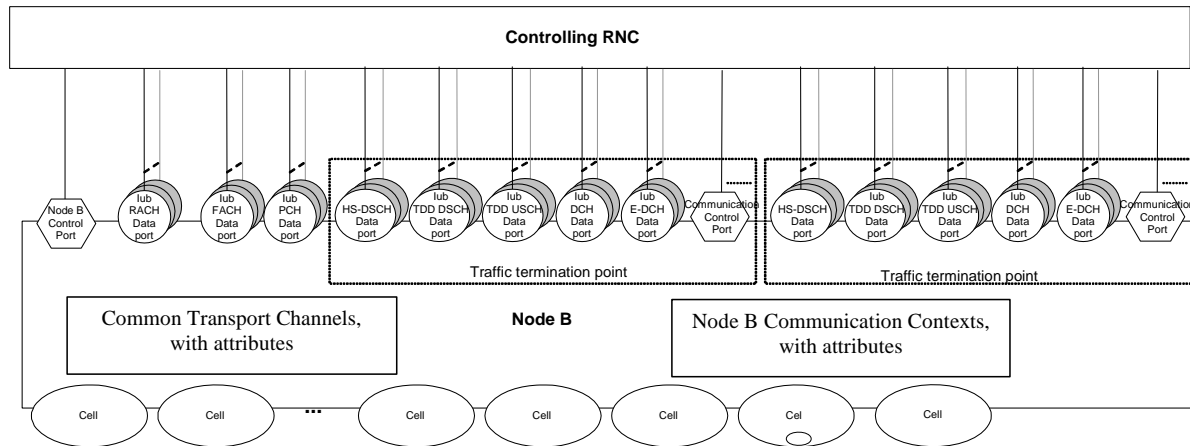 Controlling RNC
Node B
Control
Port
Iub
RACH
Data
port
Iub
FACH
Data
port
Iub
PCH
Data
port
HS-DSCH
Data
port
Iub
TDD DSCH
Data
port
Iub
TDD USCH
Data
port
Iub
DCH
Data
port
Iub
E-DCH
Data
port
Communication
Control
Port
HS-DSCH
Data
port
Iub
TDD DSCH
Data
port
Iub
TDD USCH
Data
port
Iub
DCH
Data
port
Iub
E-DCH
Data
port
Communication
Control
Port
Traffic termination point
Traffic termination point
Common Transport Channels,
with attributes
Node B
Node B Communication Contexts,
with attributes
Cell
Cell
...
Cell
Cell
Cell
Cel
Cell